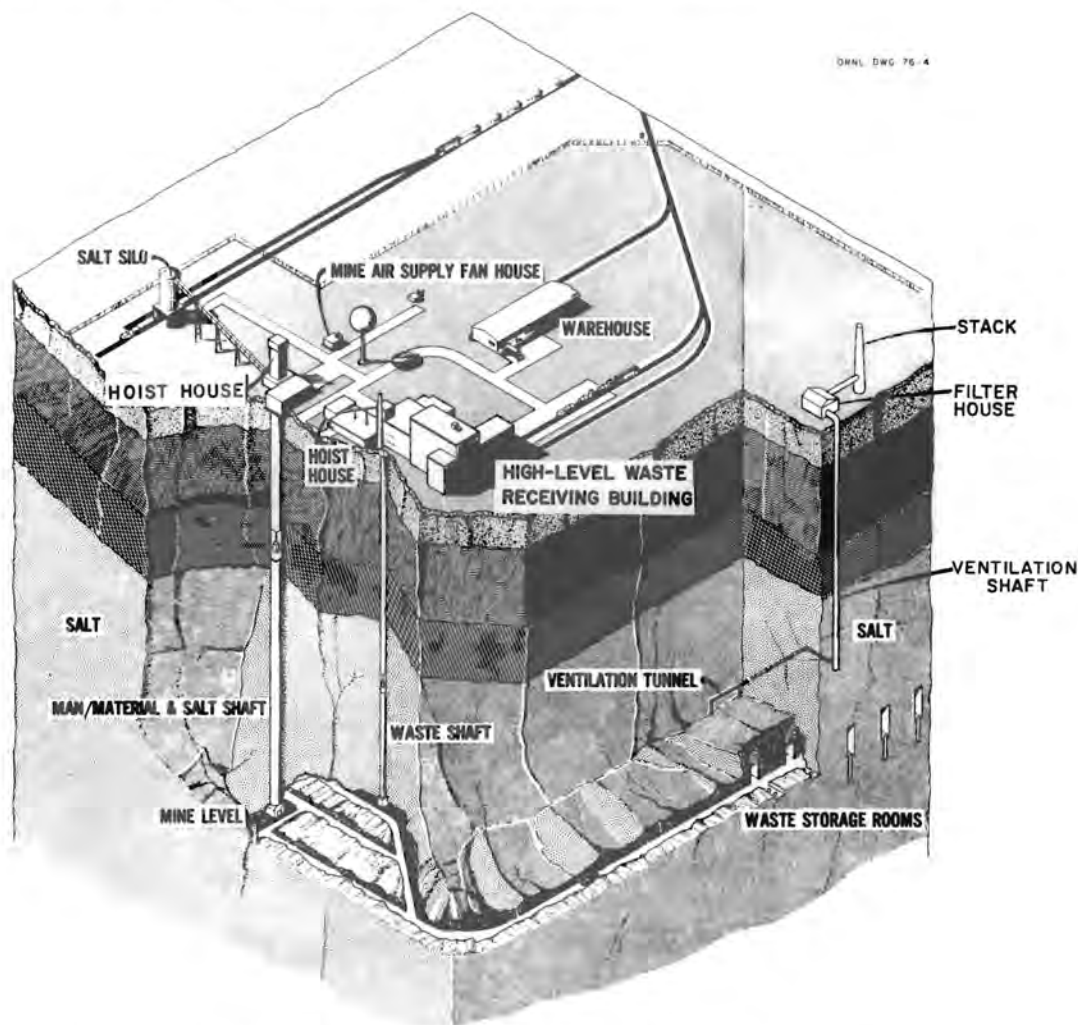 ORNL DWG 76-4
SALT SILO
MINE AIR SUPPLY FAN HOUSE
WAREHOUSE
STACK
HOIST HOUSE
FILTER
HOUSE
HOIST
HOUSE
HIGH-LEVEL WASTE
RECEIVING BUILDING
VENTILATION
SHAFT
SALT
SALT
VENTILATION TUNNEL
MAN/MATERIAL & SALT SHAFT
WASTE SHAFT
MINE LEVEL
WASTE STORAGE ROOMS